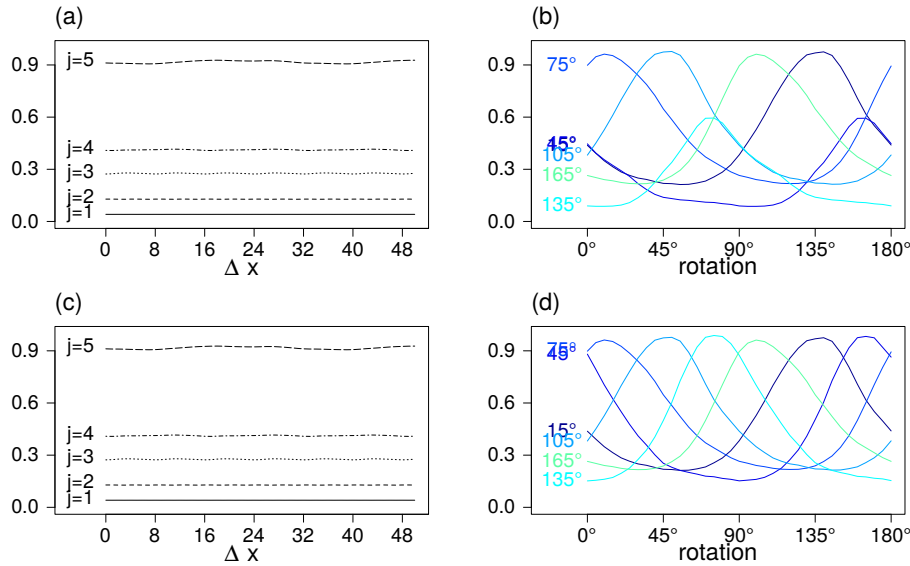 (a)
j=5
j=4
j=3
j=2
j=1
0.9
0.6
0.3
0.0
0 8 16 24 32 40 48
Δ x
(b)
75°
45°
15°
105°
165°
135°
0.9
0.6
0.3
0.0
0° 45° 90° 135° 180°
rotation
(c)
j=5
j=4
j=3
j=2
j=1
0.9
0.6
0.3
0.0
0 8 16 24 32 40 48
Δ x
(d)
75°
45°
15°
105°
165°
135°
0.9
0.6
0.3
0.0
0° 45° 90° 135° 180°
rotation